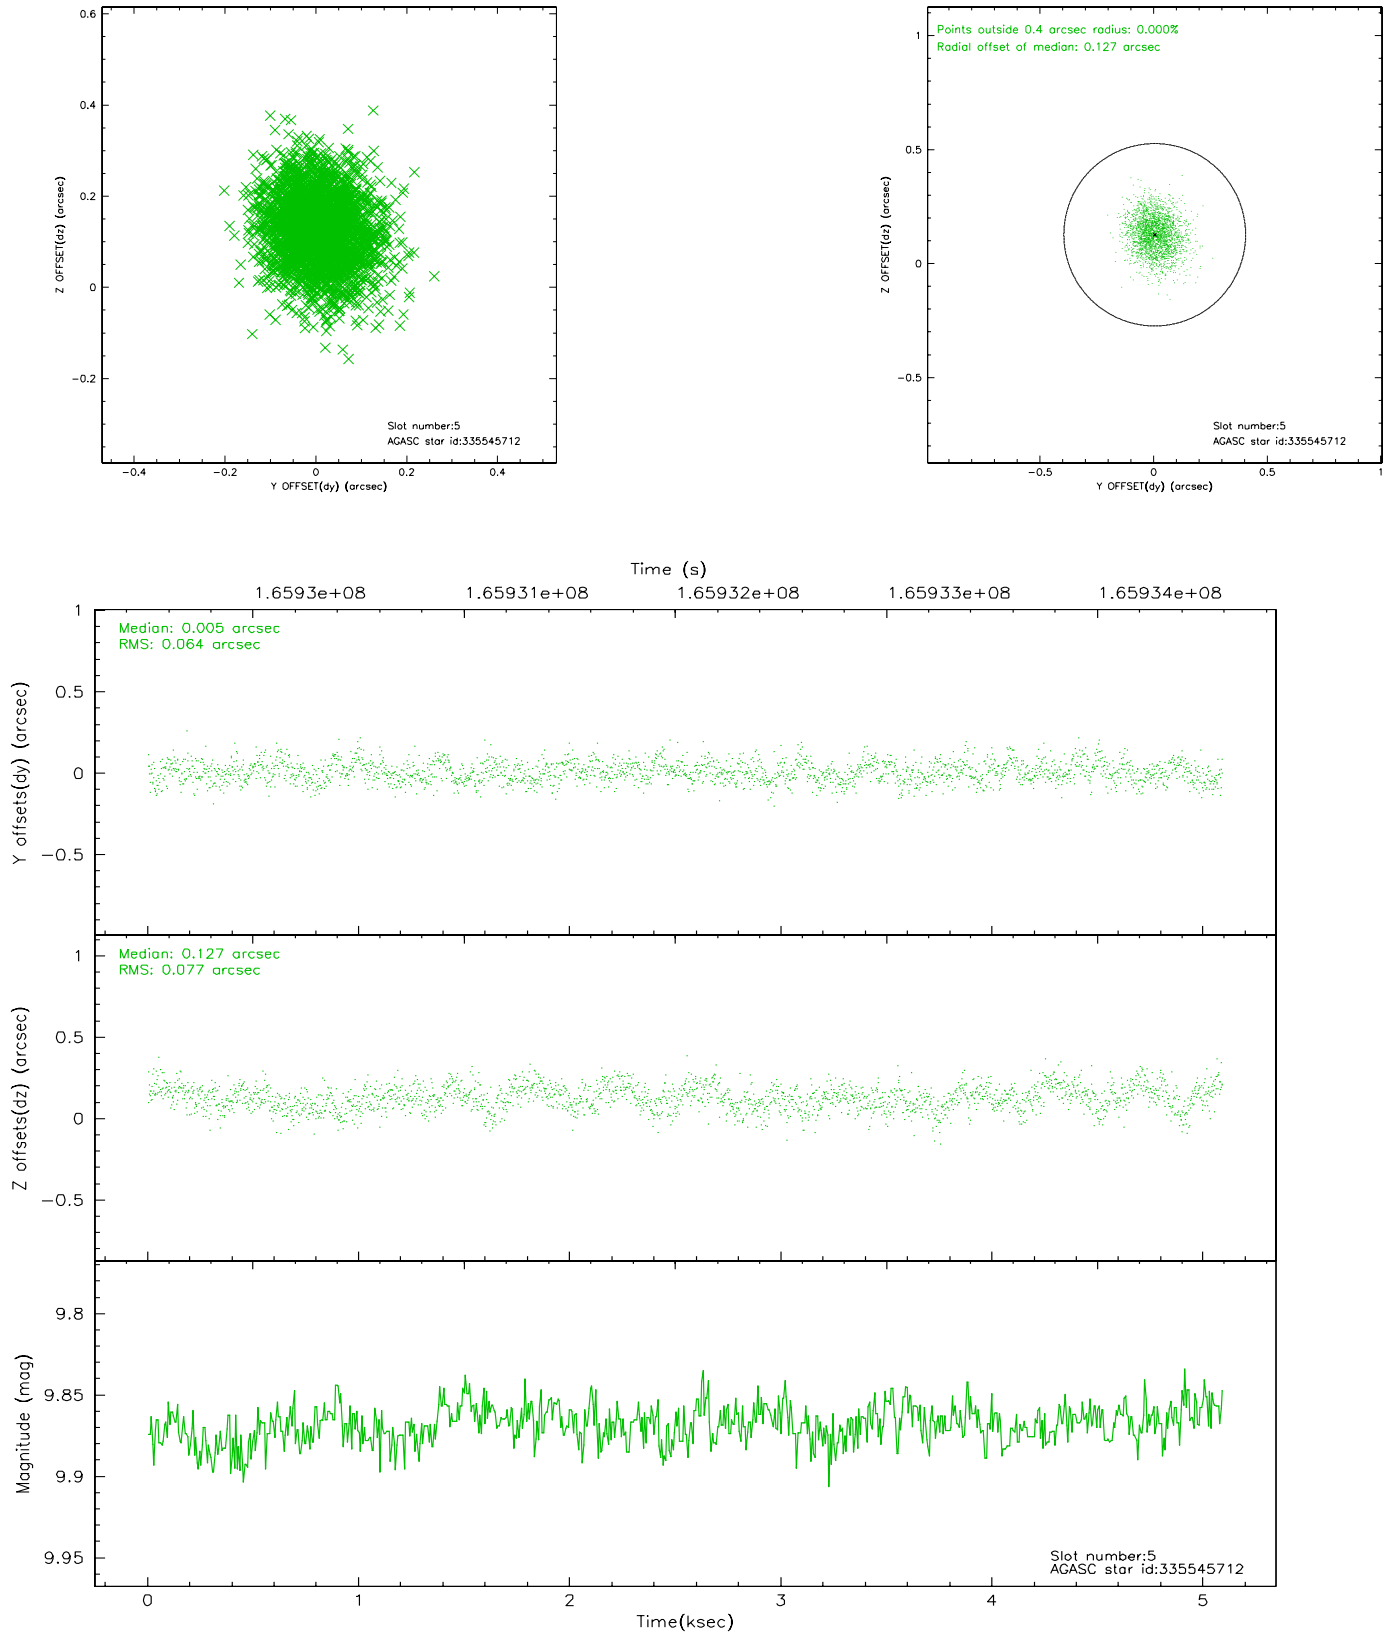 0.6
0.4
0.2
0
−0.2
−0.4
−0.2
0
0.2
0.4
Z OFFSET(dz) (arcsec)
Y OFFSET(dy) (arcsec)
Slot number:5
AGASC star id:335545712
Points outside 0.4 arcsec radius: 0.000%
Radial offset of median: 0.127 arcsec
1
0.5
0
−0.5
−0.5
0
0.5
1
Z OFFSET(dz) (arcsec)
Y OFFSET(dy) (arcsec)
Slot number:5
AGASC star id:335545712
Time (s)
1.6593e+08
1.65931e+08
1.65932e+08
1.65933e+08
1.65934e+08
Median: 0.005 arcsec
RMS: 0.064 arcsec
1
0.5
0
−0.5
Y offsets(dy) (arcsec)
Median: 0.127 arcsec
RMS: 0.077 arcsec
1
0.5
0
−0.5
Z offsets(dz) (arcsec)
9.8
9.85
9.9
9.95
Magnitude (mag)
Slot number:5
AGASC star id:335545712
0
1
2
3
4
5
Time(ksec)